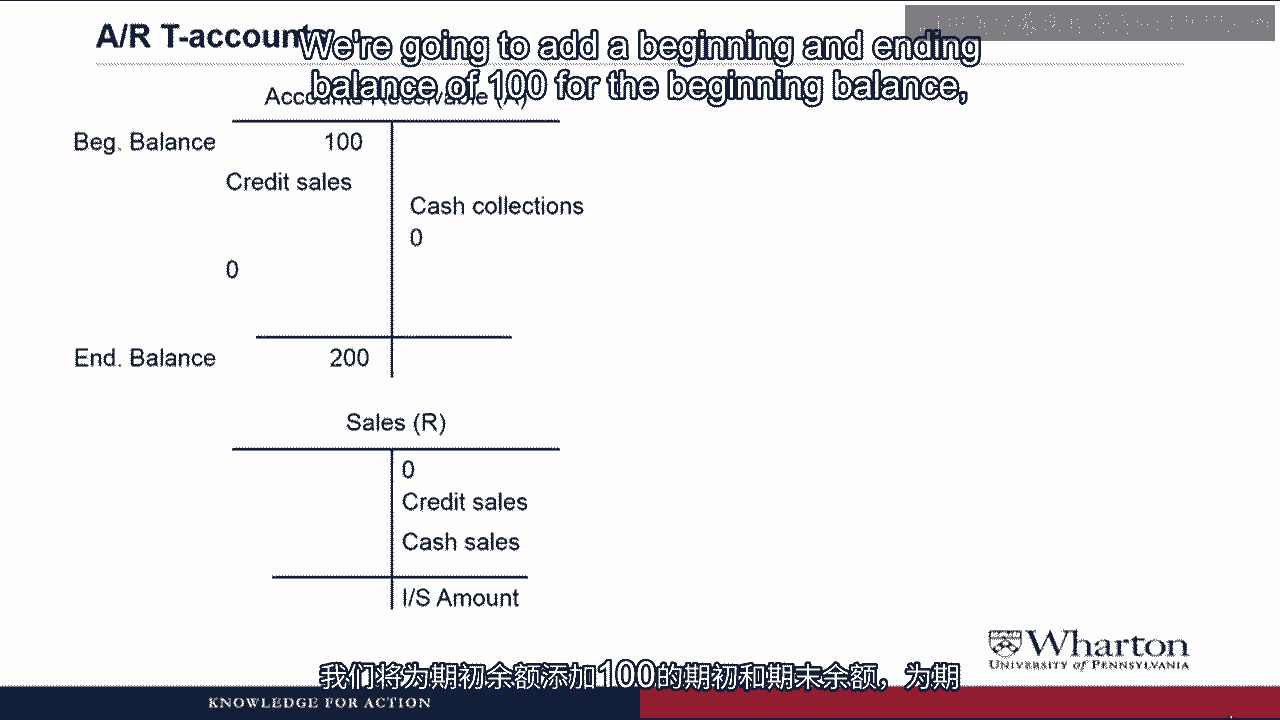 A/R T-accounts
We're going to add a beginning and ending
balance of 100 for the beginning balance,
Accounts Receivable (A)
Beg. Balance 100
Credit sales
Cash collections
0
0
End. Balance 200
Sales (R)
0
Credit sales
Cash sales
I/S Amount
Wharton
UNIVERSITY of PENNSYLVANIA
我们将为期初余额添加100的期初和期末余额，为期
KNOWLEDGE FOR ACTION